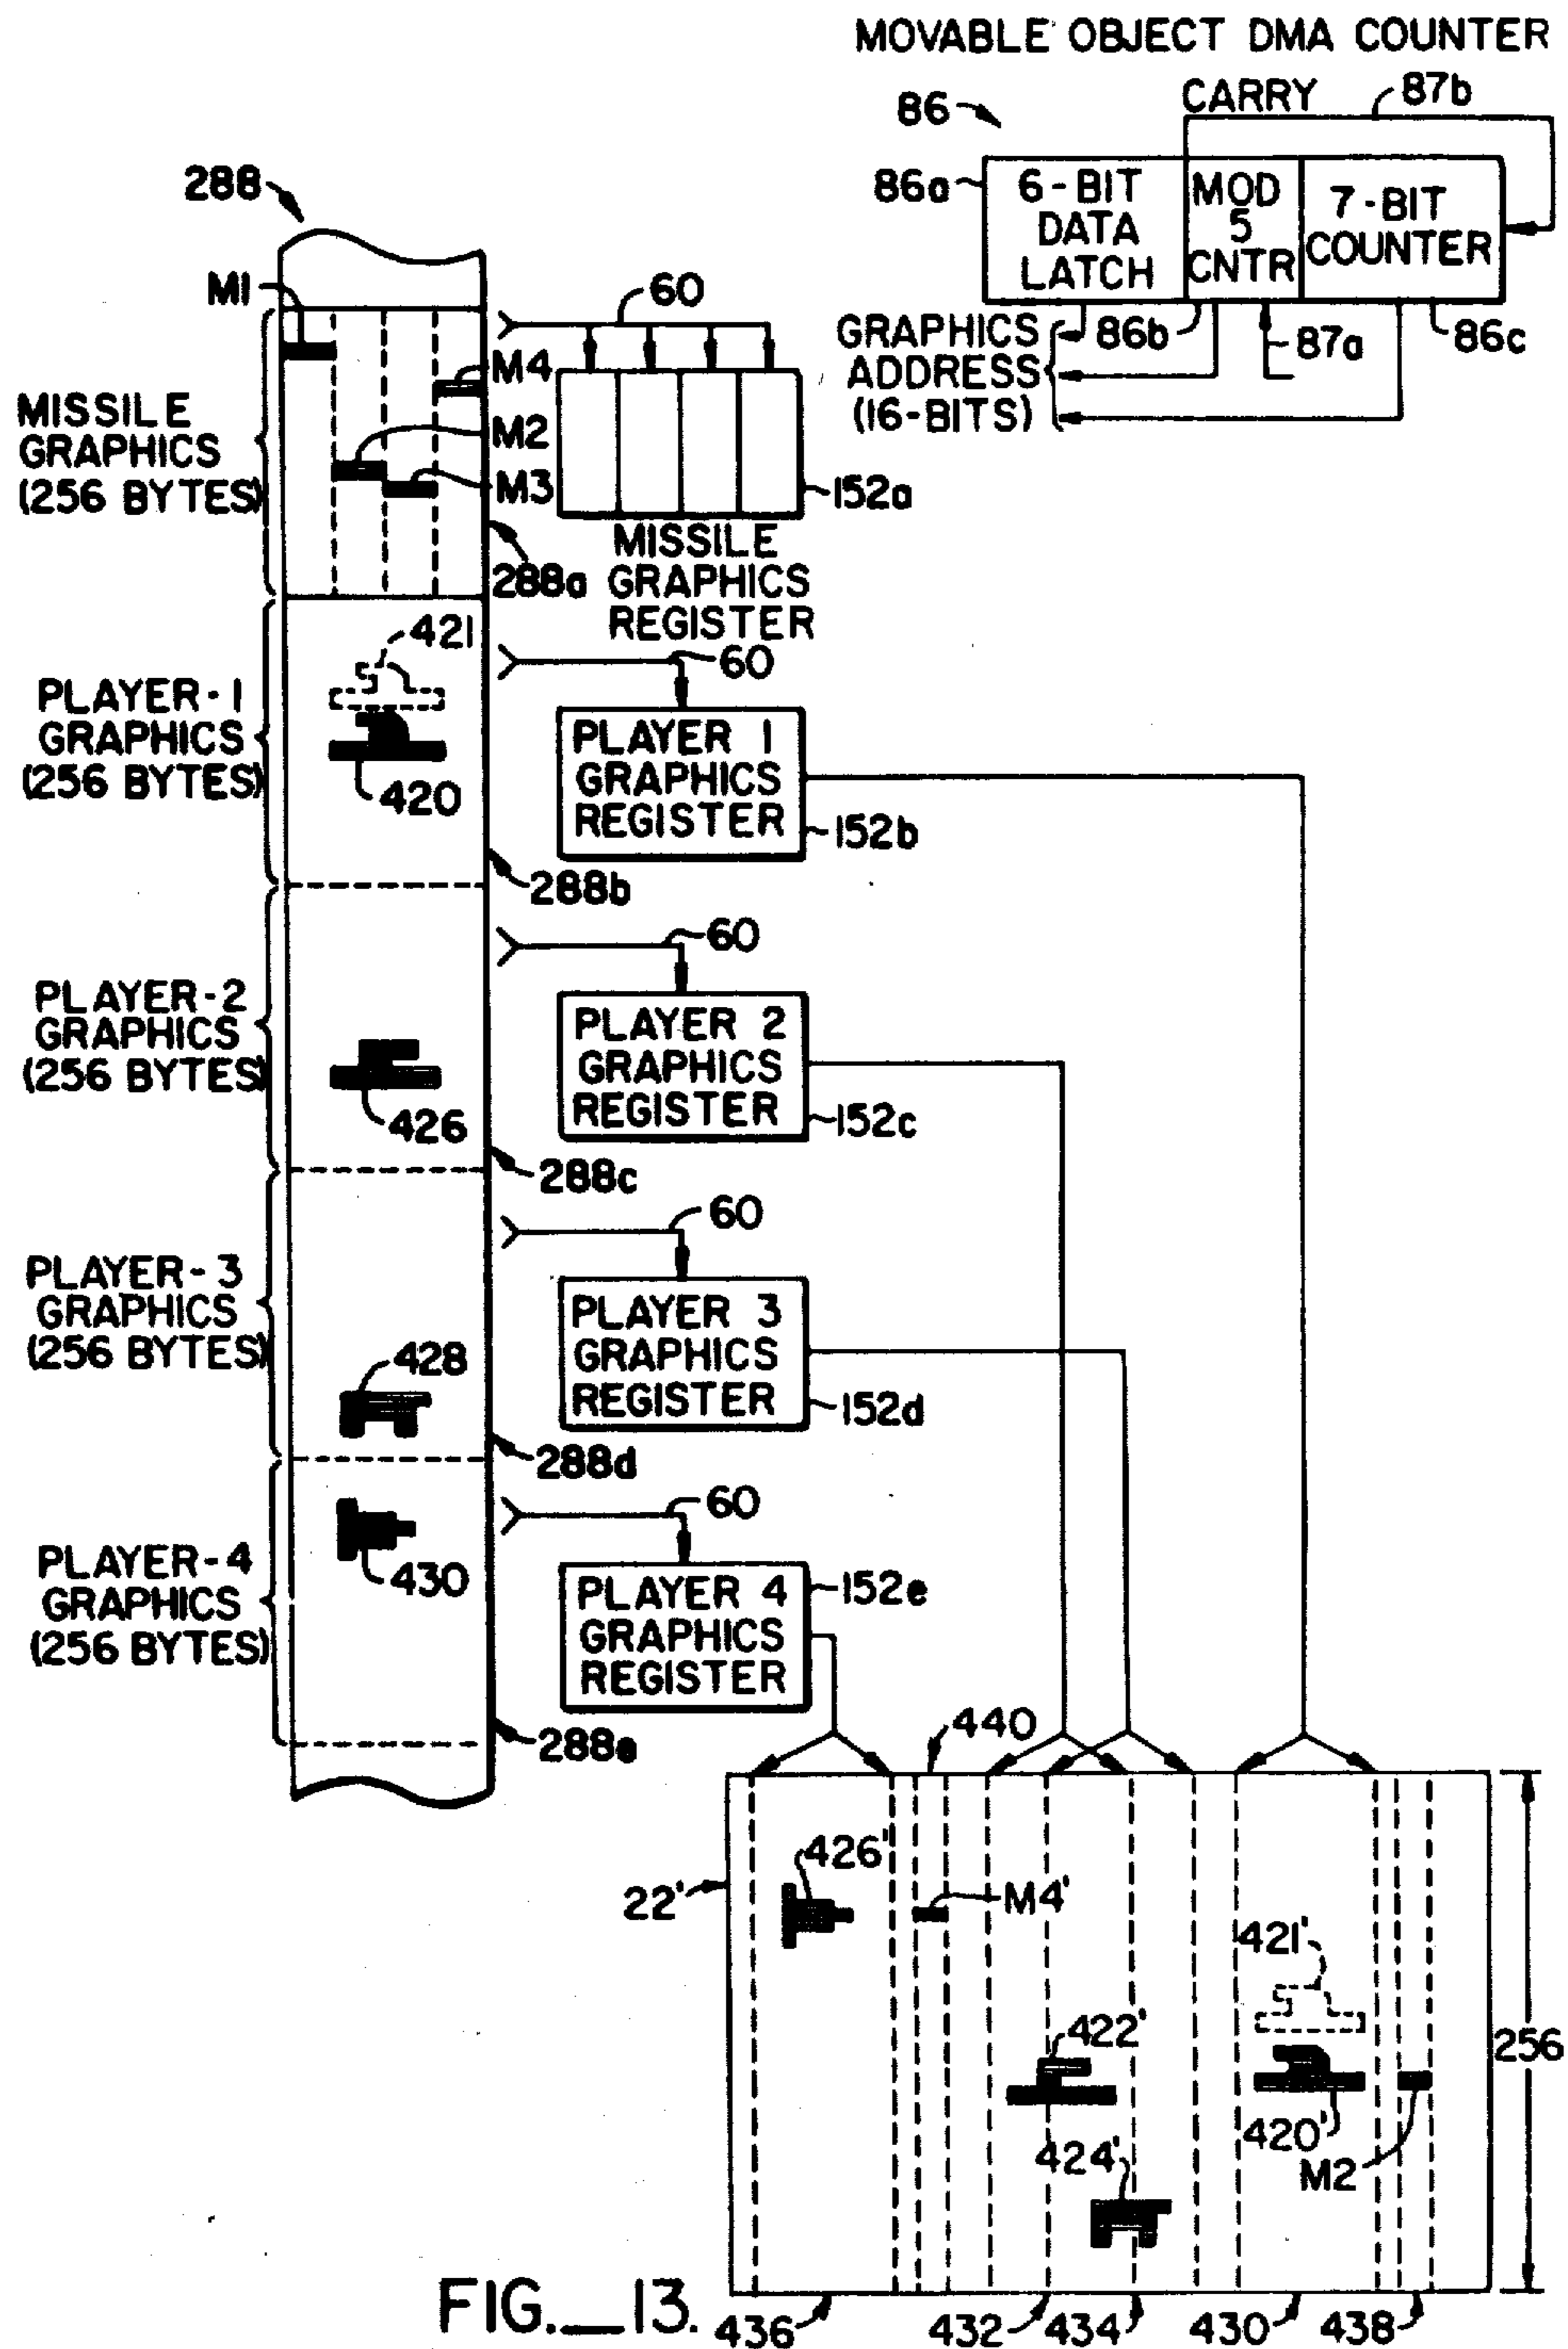 MOVABLE OBJECT DMA COUNTER
86
CARRY
87b
86a
6-BIT
DATA
LATCH
MOD
5
CNTR
7-BIT
COUNTER
GRAPHICS
ADDRESS
(16-BITS)
86b
87a
86c
288
M1
60
M4
MISSILE
GRAPHICS
(256 BYTES)
M2
M3
152a
288a
MISSILE
GRAPHICS
REGISTER
421
60
PLAYER-1
GRAPHICS
(256 BYTES)
420
PLAYER 1
GRAPHICS
REGISTER
152b
288b
60
PLAYER-2
GRAPHICS
(256 BYTES)
426
PLAYER 2
GRAPHICS
REGISTER
152c
288c
60
PLAYER-3
GRAPHICS
(256 BYTES)
428
PLAYER 3
GRAPHICS
REGISTER
152d
288d
60
PLAYER-4
GRAPHICS
(256 BYTES)
430
PLAYER 4
GRAPHICS
REGISTER
152e
288e
440
22'
426'
M4'
421'
422'
256
420'
424'
M2
FIG._13.
436
432
434
430
438